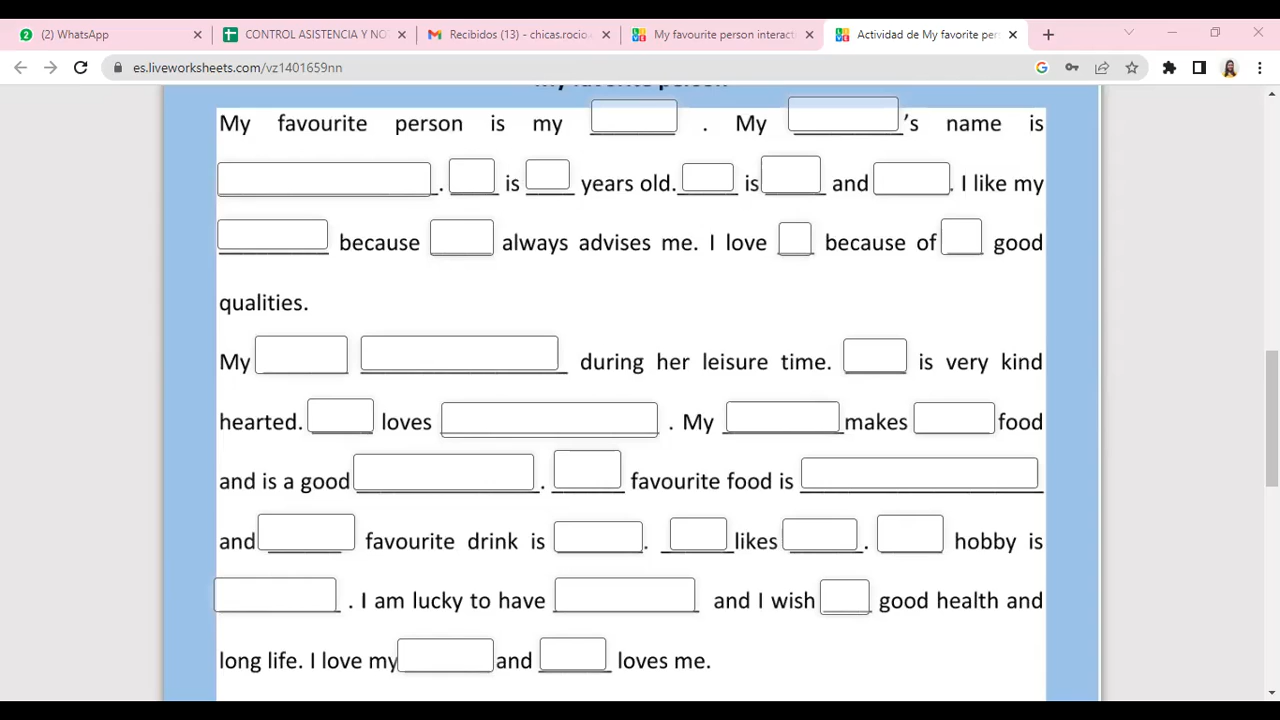 2 (2) WhatsApp
CONTROL ASISTENCIA Y NO
Recibidos (13) - chicas.rocio
My favourite person interact
Actividad de My favorite per
es.liveworksheets.com/vz1401659nn
My favorite person
My favourite person is my . My 's name is
. is years old. is and . I like my
because always advises me. I love because of good
qualities.
My during her leisure time. is very kind
hearted. loves . My makes food
and is a good . favourite food is
and favourite drink is . likes . hobby is
. I am lucky to have and I wish good health and
long life. I love my and loves me.